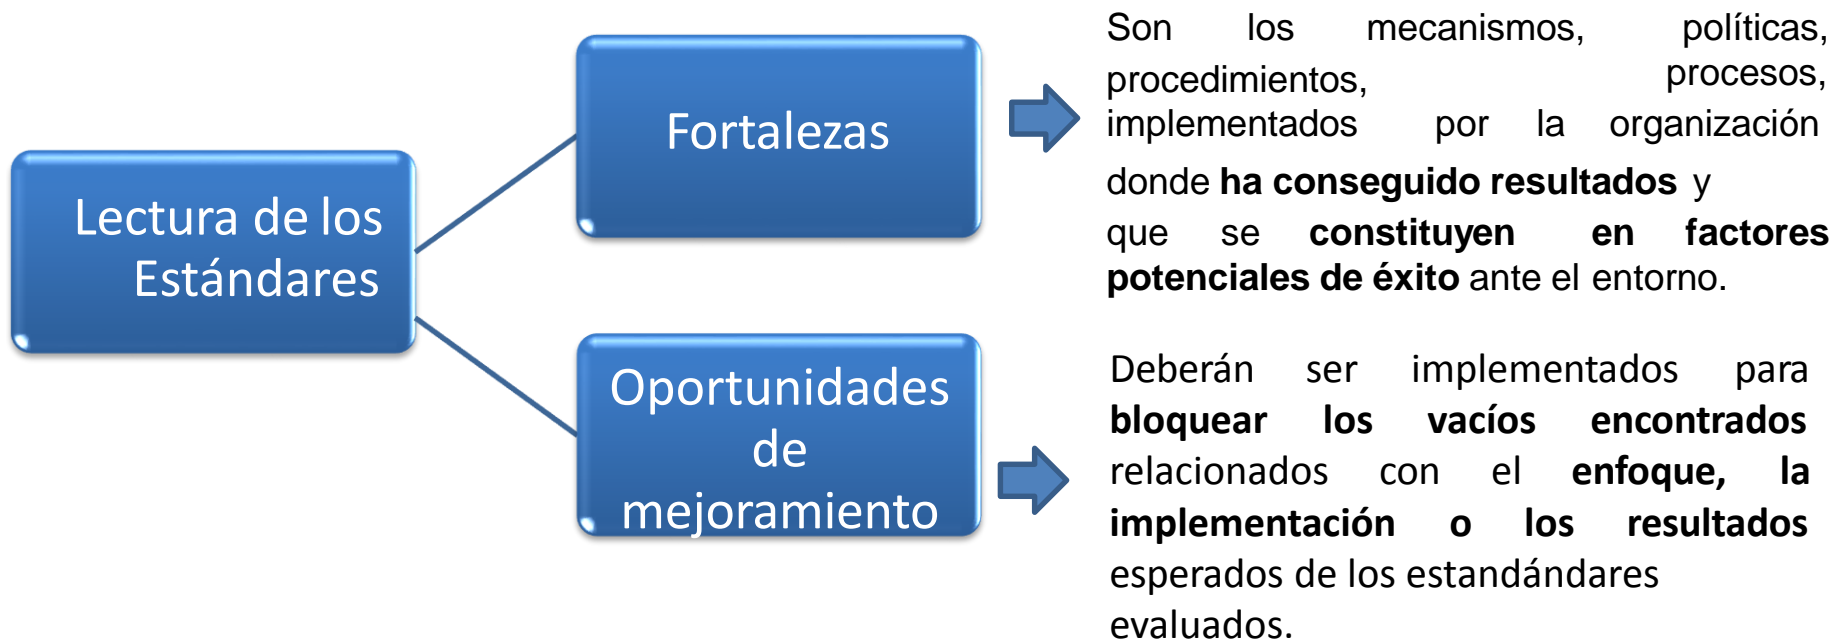 Lectura de los
Estándares
Fortalezas
Son los mecanismos, políticas,
procedimientos, procesos,
implementados por la organización
donde ha conseguido resultados y
que se constituyen en factores
potenciales de éxito ante el entorno.
Oportunidades
de
mejoramiento
Deberán ser implementados para
bloquear los vacíos encontrados
relacionados con el enfoque, la
implementación o los resultados
esperados de los estandándares
evaluados.